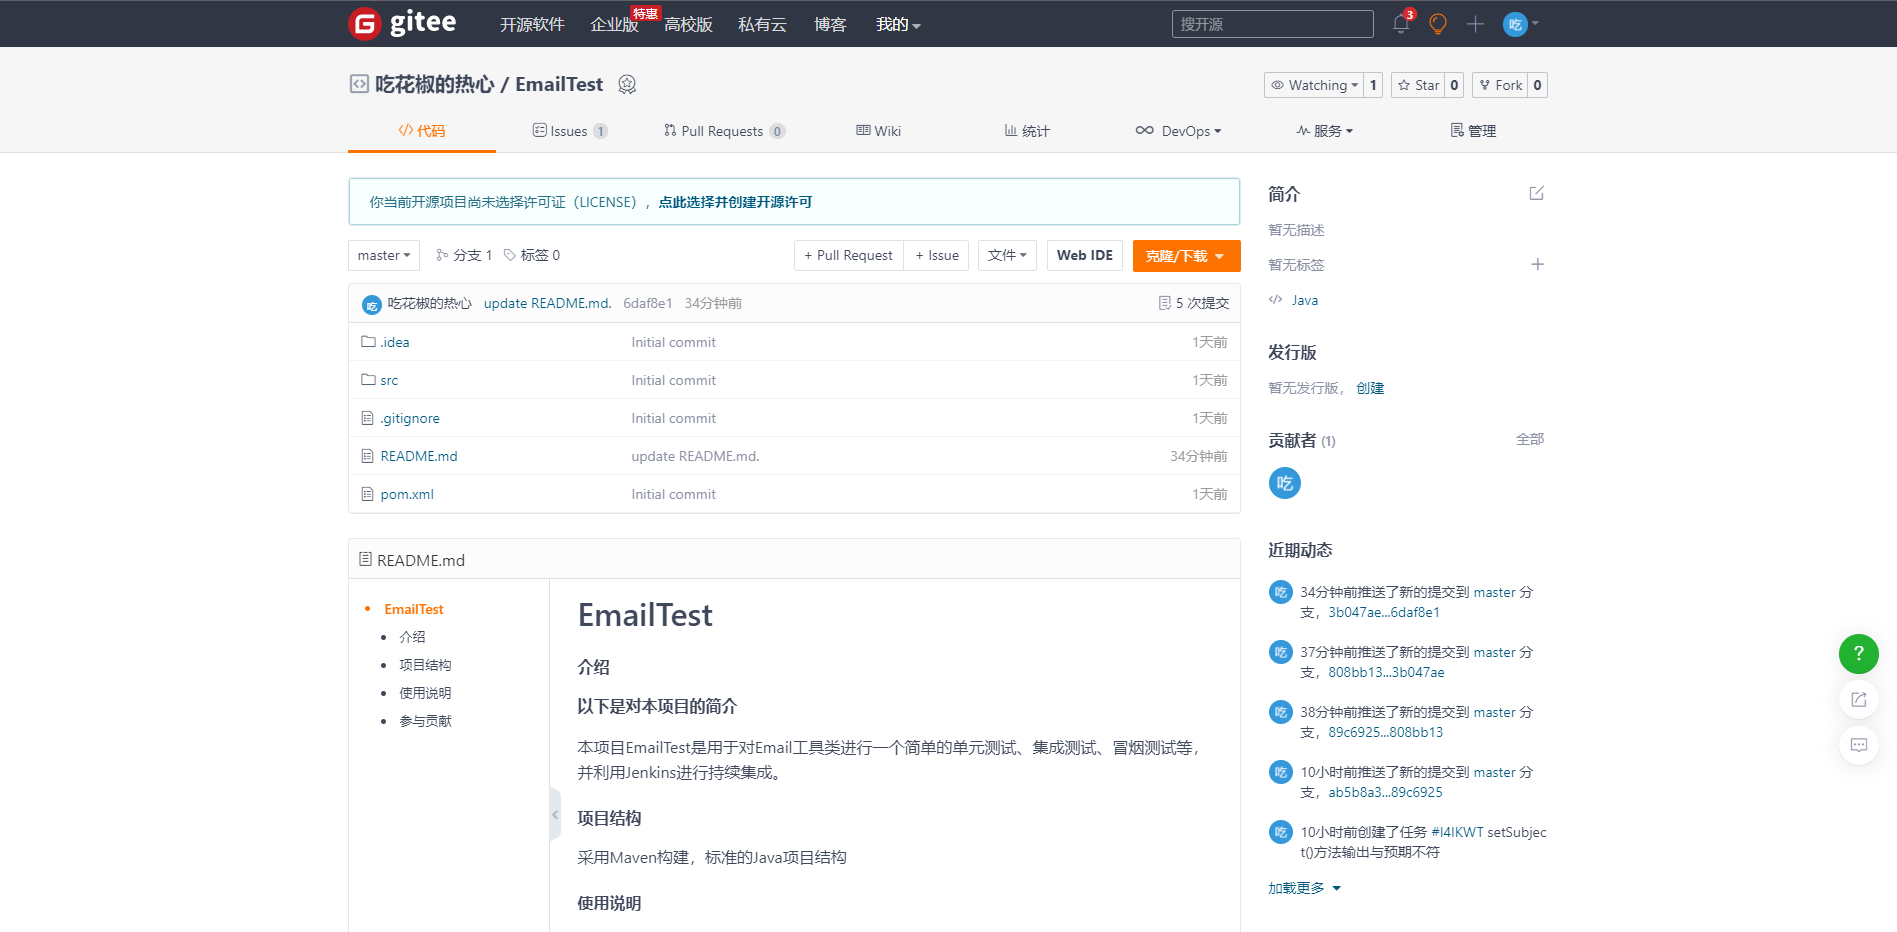 gitee 开源软件 企业版 特惠 高校版 私有云 博客 我的 搜开源 3 吃
吃花椒的热心 / EmailTest Watching 1 Star 0 Fork 0
代码 Issues 1 Pull Requests 0 Wiki 统计 DevOps 服务 管理
你当前开源项目尚未选择许可证（LICENSE），点此选择并创建开源许可
master 分支 1 标签 0 + Pull Request + Issue 文件 Web IDE 克隆/下载
吃 吃花椒的热心 update README.md. 6daf8e1 34分钟前 5 次提交
.idea Initial commit 1天前
src Initial commit 1天前
.gitignore Initial commit 1天前
README.md update README.md. 34分钟前
pom.xml Initial commit 1天前
README.md
EmailTest
介绍
项目结构
使用说明
参与贡献
EmailTest
介绍
以下是对本项目的简介
本项目EmailTest是用于对Email工具类进行一个简单的单元测试、集成测试、冒烟测试等，
并利用Jenkins进行持续集成。
项目结构
采用Maven构建，标准的Java项目结构
使用说明
简介
暂无描述
暂无标签
Java
发行版
暂无发行版， 创建
贡献者 (1) 全部
吃
近期动态
吃 34分钟前推送了新的提交到 master 分
支，3b047ae...6daf8e1
吃 37分钟前推送了新的提交到 master 分
支，808bb13...3b047ae
吃 38分钟前推送了新的提交到 master 分
支，89c6925...808bb13
吃 10小时前推送了新的提交到 master 分
支，ab5b8a3...89c6925
吃 10小时前创建了任务 #I4IKWT setSubjec
t()方法输出与预期不符
加载更多
?